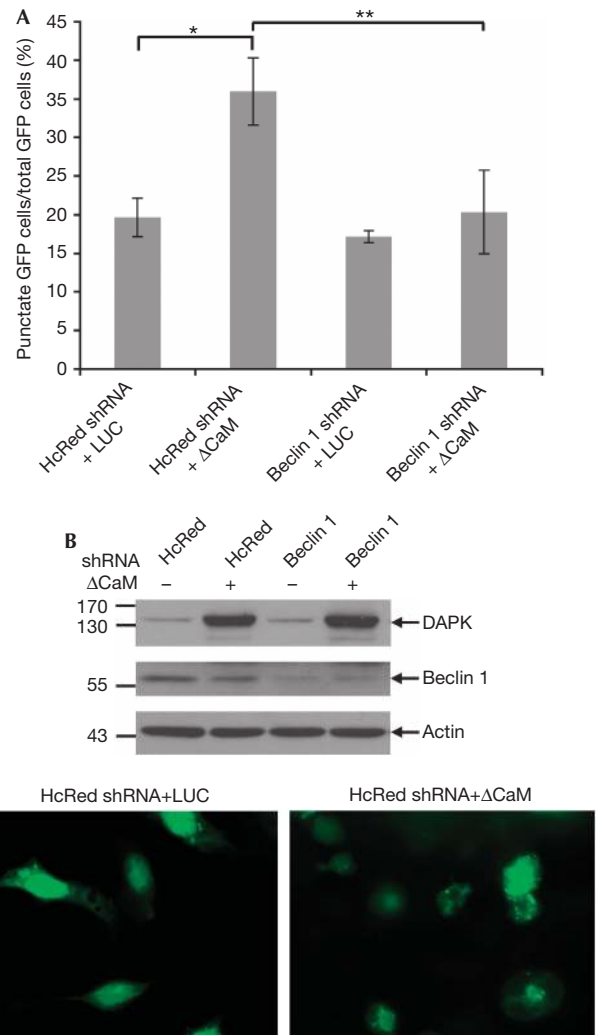 A
Punctate GFP cells/total GFP cells (%)
45
40
35
30
25
20
15
10
5
0
*
**
HcRed shRNA
+ LUC
HcRed shRNA
+ ΔCaM
Beclin 1 shRNA
+ LUC
Beclin 1 shRNA
+ ΔCaM
B
shRNA HcRed HcRed Beclin 1 Beclin 1
ΔCaM – + – +
170
130
DAPK
55
Beclin 1
43
Actin
HcRed shRNA+LUC
HcRed shRNA+ΔCaM